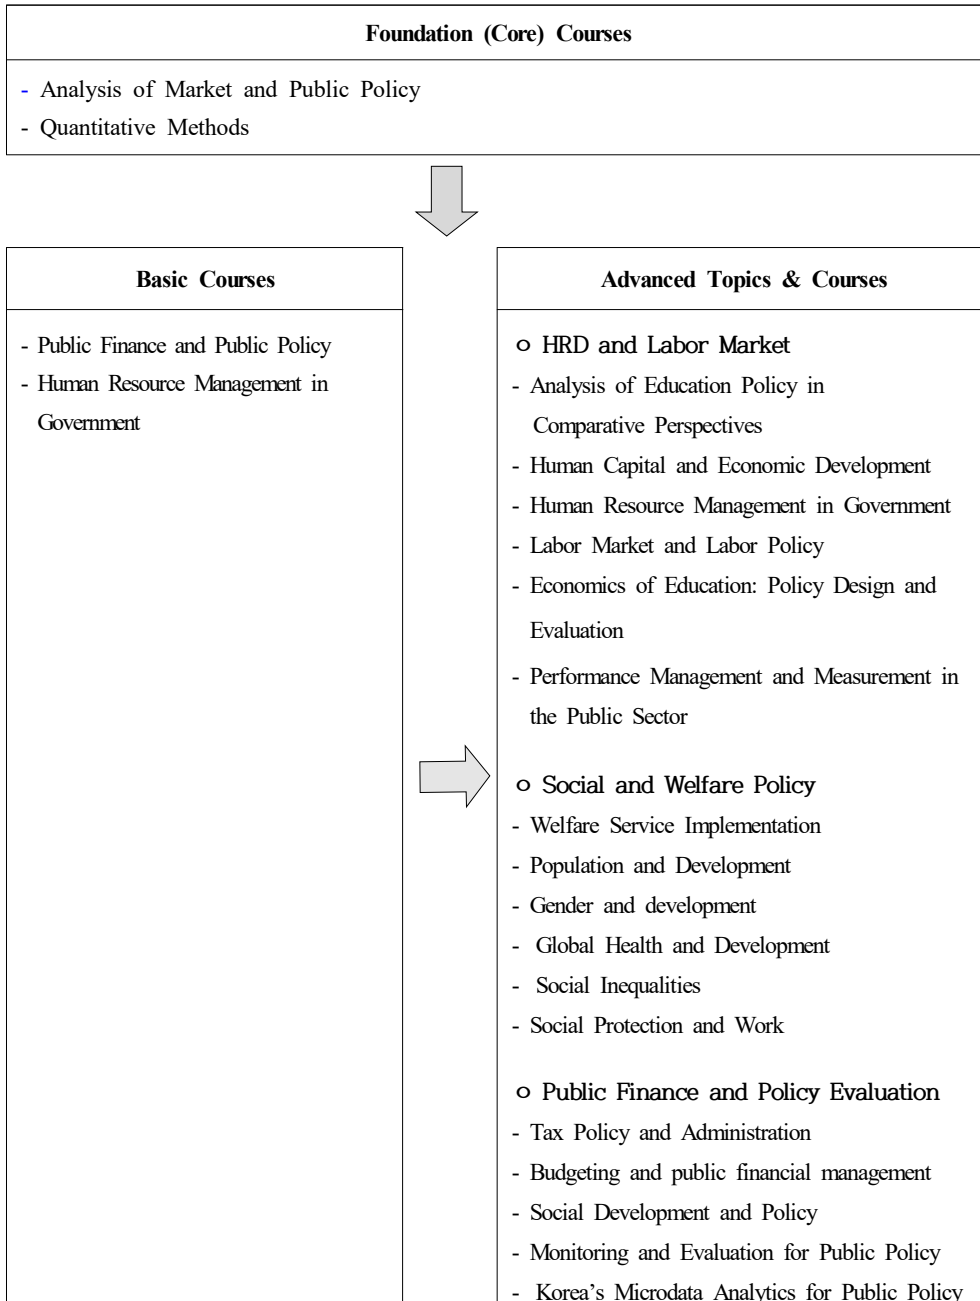 Foundation (Core) Courses
- Analysis of Market and Public Policy
- Quantitative Methods
Basic Courses
- Public Finance and Public Policy
- Human Resource Management in
Government
Advanced Topics & Courses
o HRD and Labor Market
- Analysis of Education Policy in
Comparative Perspectives
- Human Capital and Economic Development
- Human Resource Management in Government
- Labor Market and Labor Policy
- Economics of Education: Policy Design and
Evaluation
- Performance Management and Measurement in
the Public Sector
o Social and Welfare Policy
- Welfare Service Implementation
- Population and Development
- Gender and development
- Global Health and Development
- Social Inequalities
- Social Protection and Work
o Public Finance and Policy Evaluation
- Tax Policy and Administration
- Budgeting and public financial management
- Social Development and Policy
- Monitoring and Evaluation for Public Policy
- Korea's Microdata Analytics for Public Policy